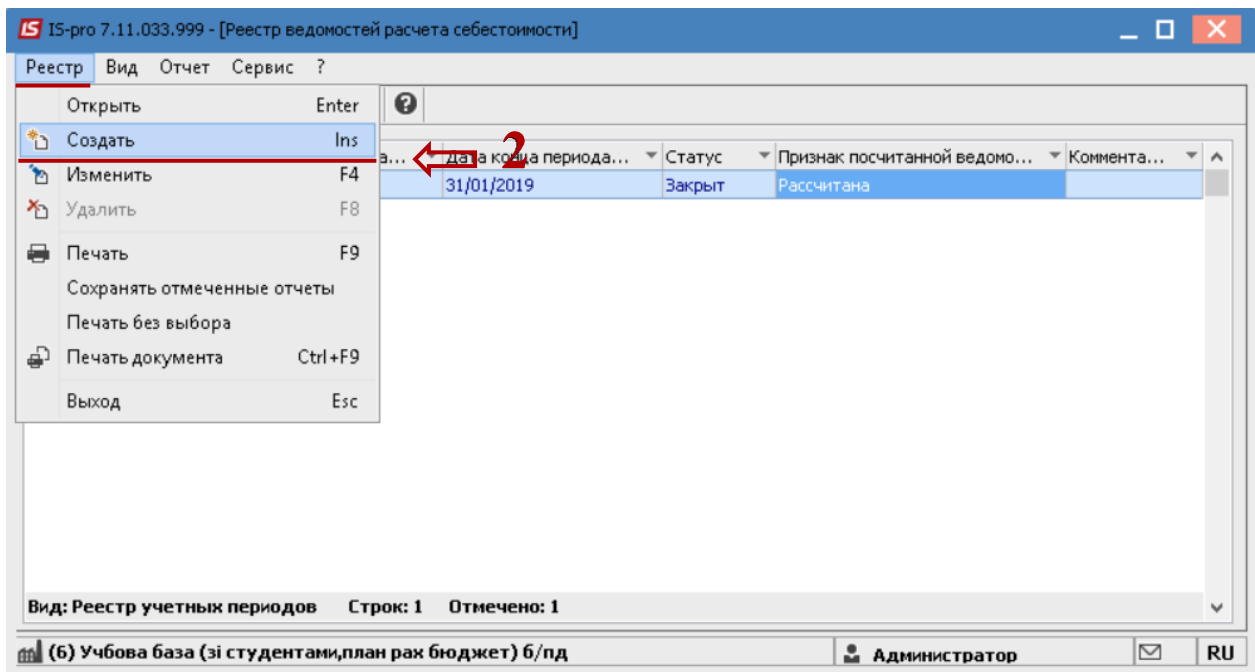 IS IS-pro 7.11.033.999 - [Реестр ведомостей расчета себестоимости]
Реестр Вид Отчет Сервис ?
Открыть Enter
Создать Ins
Изменить F4
Удалить F8
Печать F9
Сохранять отмеченные отчеты
Печать без выбора
Печать документа Ctrl+F9
Выход Esc
2
а... Дата конца периода... Статус Признак посчитанной ведомо... Коммента...
31/01/2019 Закрыт Рассчитана
Вид: Реестр учетных периодов Строк: 1 Отмечено: 1
(6) Учбова база (зі студентами,план рах бюджет) б/пд Администратор RU